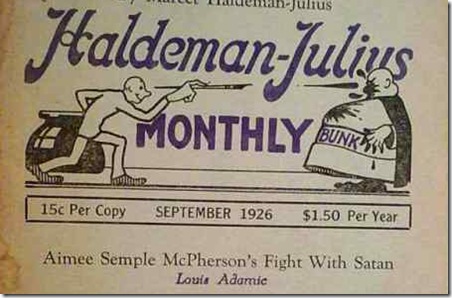 Marcet Haldeman-Julius
Haldeman-Julius
MONTHLY
BUNK
15c Per Copy SEPTEMBER 1926 $1.50 Per Year
Aimee Semple McPherson's Fight With Satan
Louis Adamic